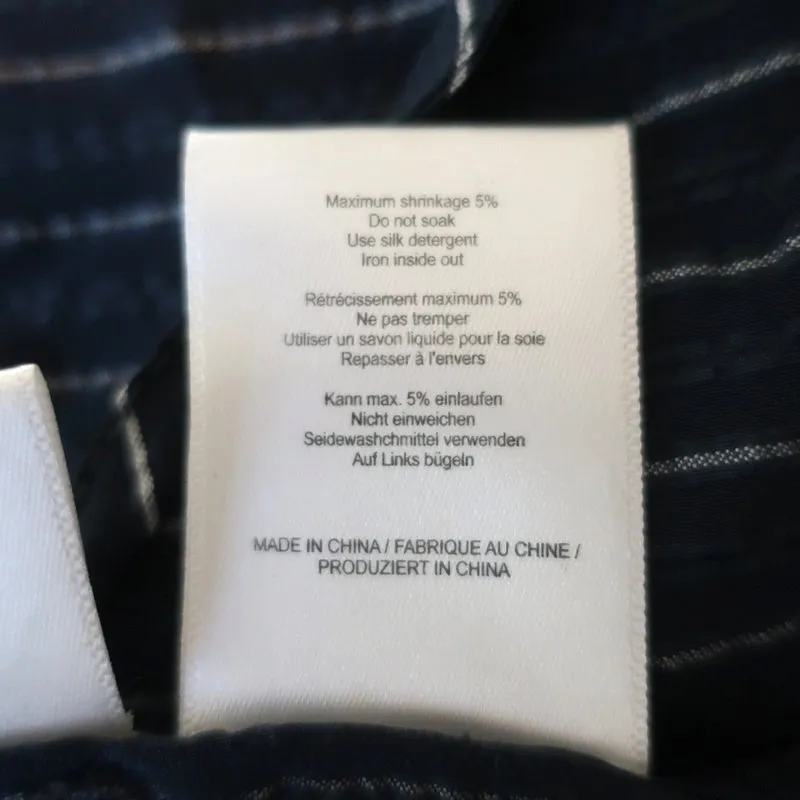 Maximum shrinkage 5%
Do not soak
Use silk detergent
Iron inside out
Rétrécissement maximum 5%
Ne pas tremper
Utiliser un savon liquide pour la soie
Repasser à l'envers
Kann max. 5% einlaufen
Nicht einweichen
Seidewashchmittel verwenden
Auf Links bügeln
MADE IN CHINA / FABRIQUE AU CHINE /
PRODUZIERT IN CHINA